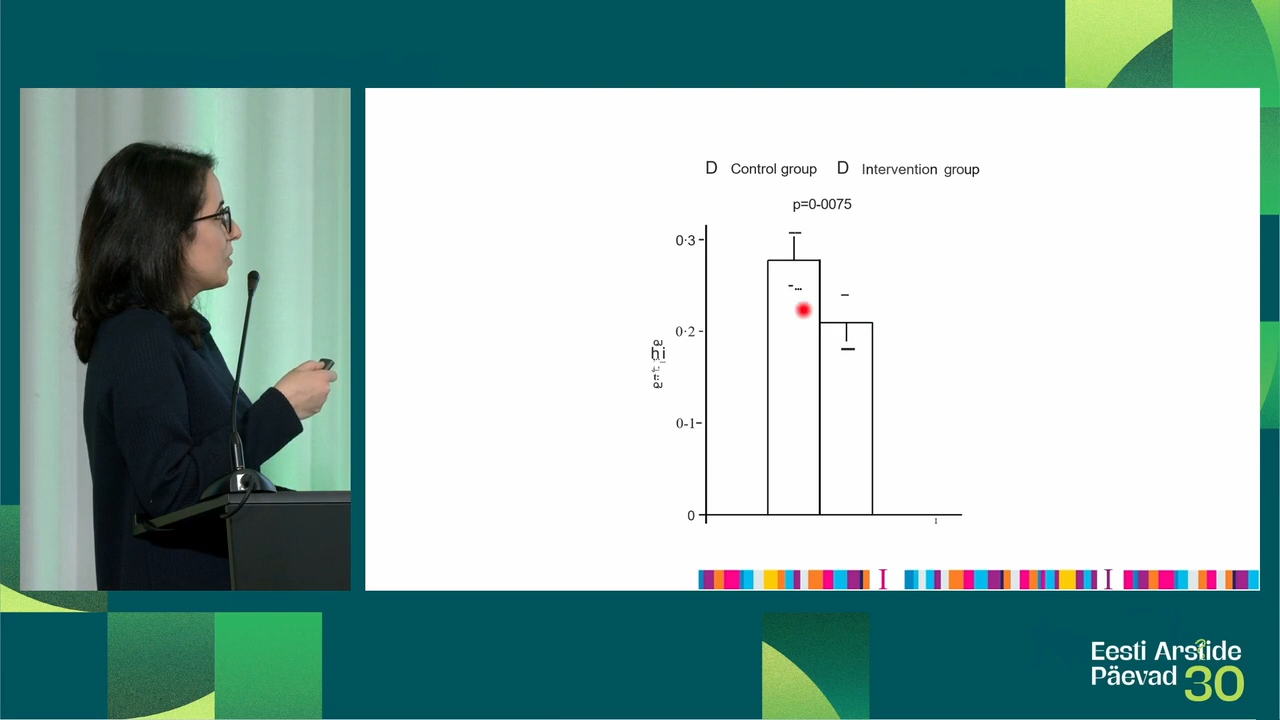 D Control group D Intervention group
p=0-0075
0·3
0·2
0-1
0
Eesti Arstide
Päevad 30